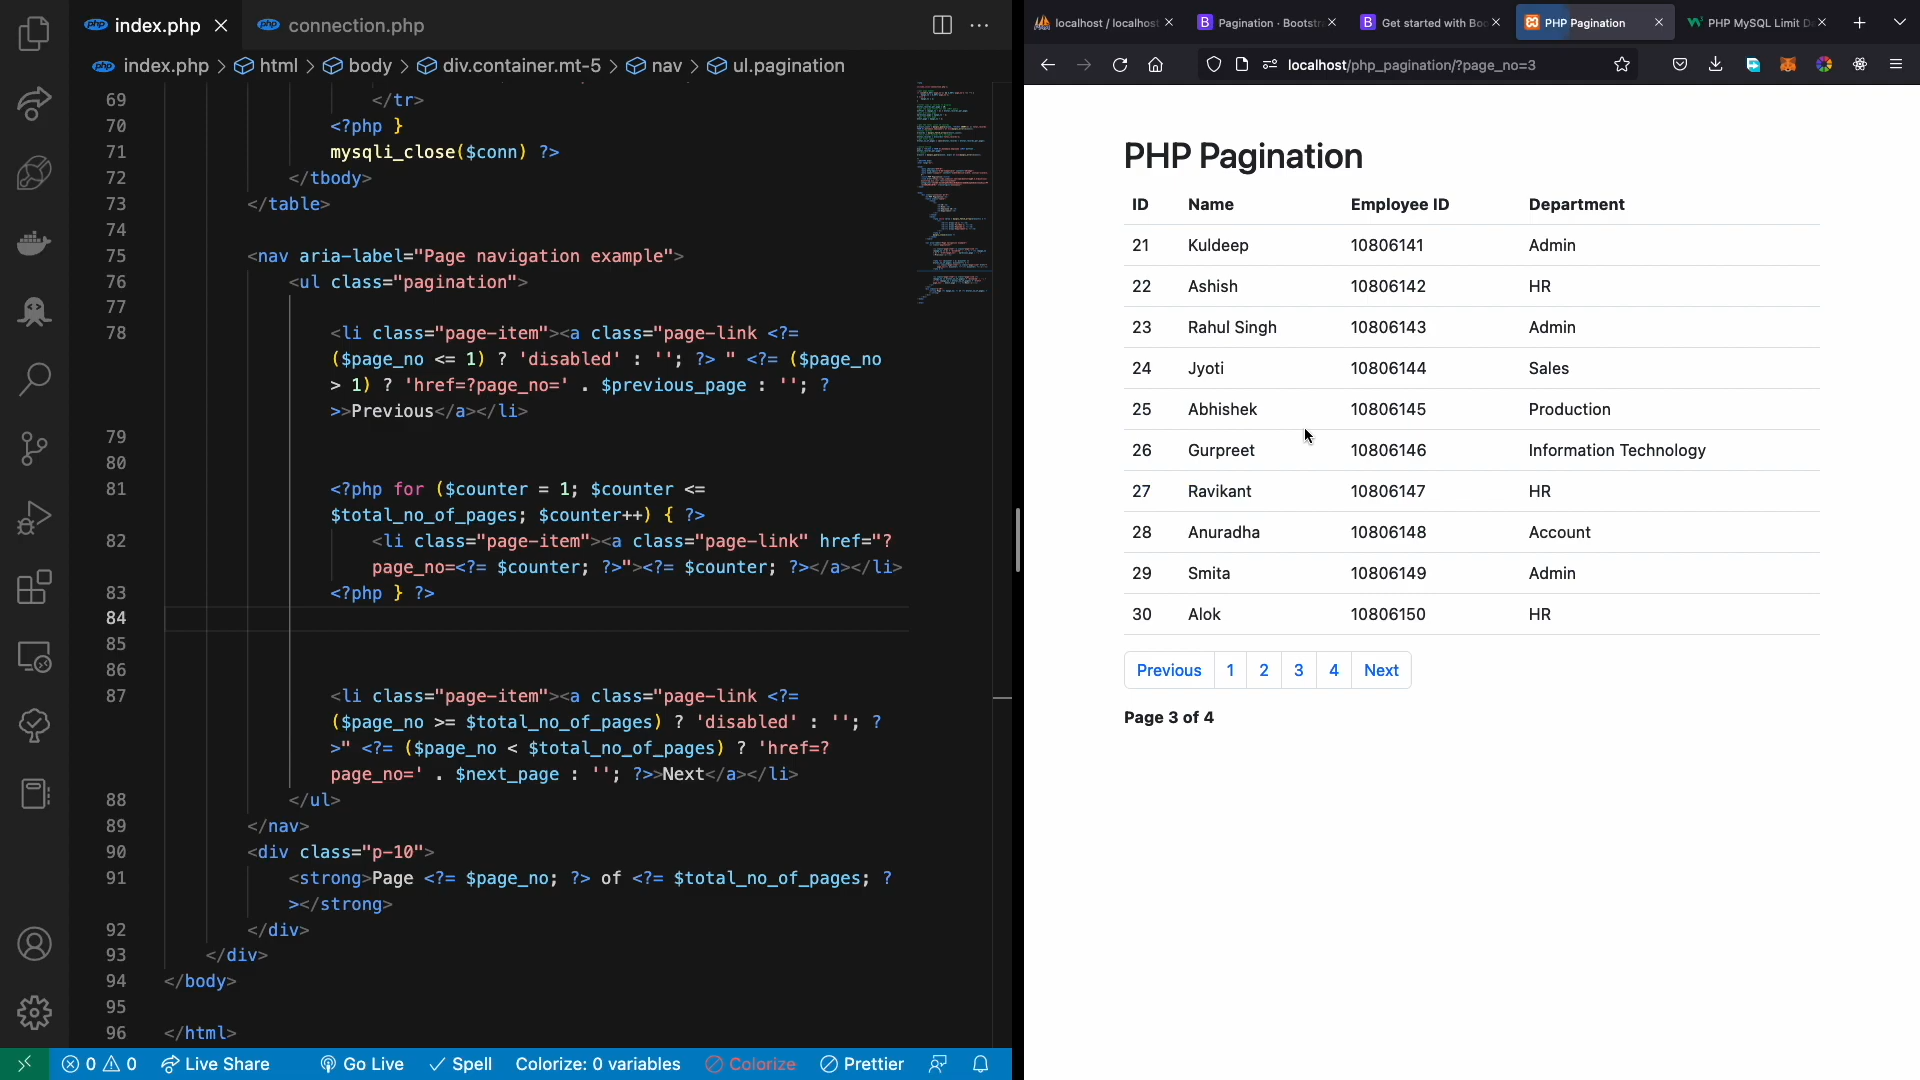 index.php
connection.php
index.php > html > body > div.container.mt-5 > nav > ul.pagination
69 </tr>
70 <?php }
71 mysqli_close($conn) ?>
72 </tbody>
73 </table>
74
75 <nav aria-label="Page navigation example">
76 <ul class="pagination">
77
78 <li class="page-item"><a class="page-link <?=
($page_no <= 1) ? 'disabled' : ''; ?> " <?= ($page_no
> 1) ? 'href=?page_no=' . $previous_page : ''; ?
>>Previous</a></li>
79
80
81 <?php for ($counter = 1; $counter <=
$total_no_of_pages; $counter++) { ?>
82 <li class="page-item"><a class="page-link" href="?
page_no=<?= $counter; ?>"><?= $counter; ?></a></li>
83 <?php } ?>
84
85
86
87 <li class="page-item"><a class="page-link <?=
($page_no >= $total_no_of_pages) ? 'disabled' : ''; ?
>" <?= ($page_no < $total_no_of_pages) ? 'href=?
page_no=' . $next_page : ''; ?>>Next</a></li>
88 </ul>
89 </nav>
90 <div class="p-10">
91 <strong>Page <?= $page_no; ?> of <?= $total_no_of_pages; ?
></strong>
92 </div>
93 </div>
94 </body>
95
96 </html>
0 0 Live Share Go Live Spell Colorize: 0 variables Colorize Prettier
localhost / localhost
Pagination · Bootst
Get started with Boo
PHP Pagination
PHP MySQL Limit D
localhost/php_pagination/?page_no=3
PHP Pagination
ID Name Employee ID Department
21 Kuldeep 10806141 Admin
22 Ashish 10806142 HR
23 Rahul Singh 10806143 Admin
24 Jyoti 10806144 Sales
25 Abhishek 10806145 Production
26 Gurpreet 10806146 Information Technology
27 Ravikant 10806147 HR
28 Anuradha 10806148 Account
29 Smita 10806149 Admin
30 Alok 10806150 HR
Previous 1 2 3 4 Next
Page 3 of 4